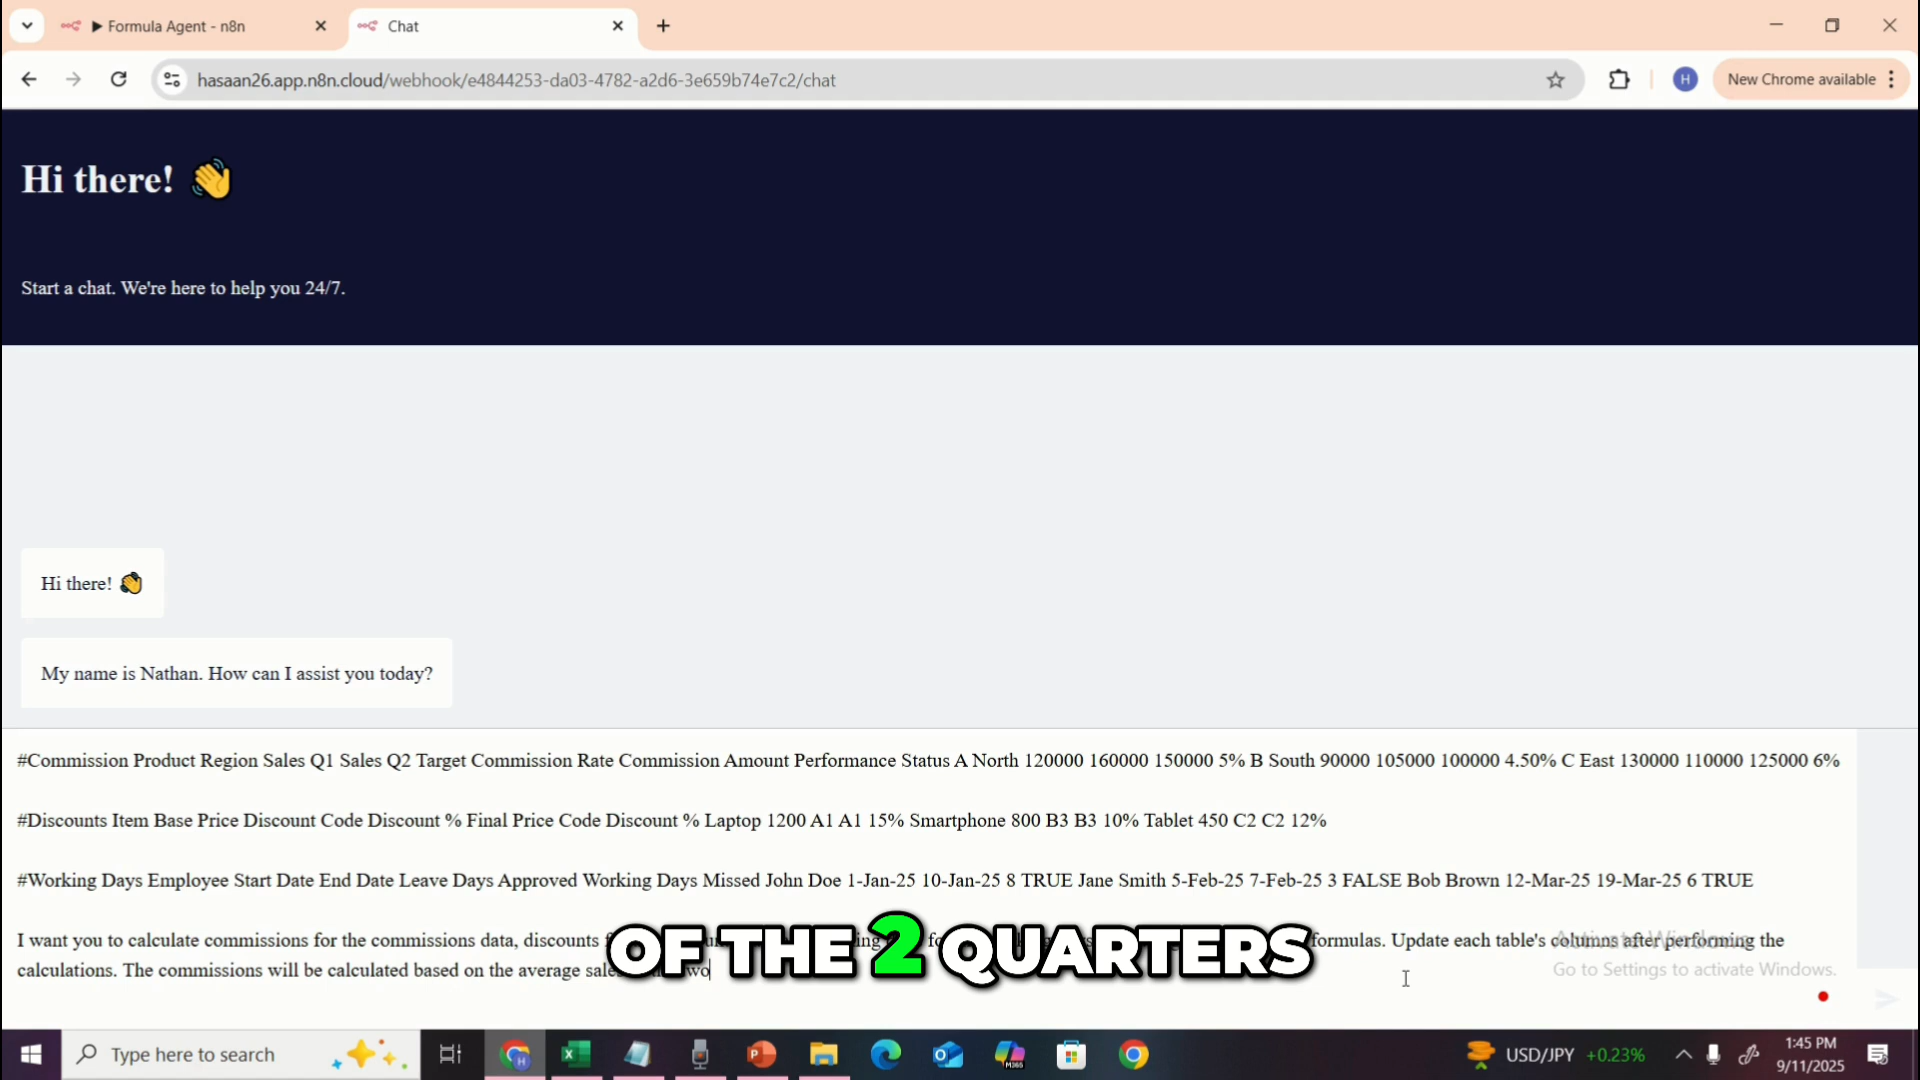 Formula Agent - n8n
Chat
hasaan26.app.n8n.cloud/webhook/e4844253-da03-4782-a2d6-3e659b74e7c2/chat
H
New Chrome available
Hi there! 👋
Start a chat. We're here to help you 24/7.
Hi there! 👋
My name is Nathan. How can I assist you today?
#Commission Product Region Sales Q1 Sales Q2 Target Commission Rate Commission Amount Performance Status A North 120000 160000 150000 5% B South 90000 105000 100000 4.50% C East 130000 110000 125000 6%
#Discounts Item Base Price Discount Code Discount % Final Price Code Discount % Laptop 1200 A1 A1 15% Smartphone 800 B3 B3 10% Tablet 450 C2 C2 12%
#Working Days Employee Start Date End Date Leave Days Approved Working Days Missed John Doe 1-Jan-25 10-Jan-25 8 TRUE Jane Smith 5-Feb-25 7-Feb-25 3 FALSE Bob Brown 12-Mar-25 19-Mar-25 6 TRUE
I want you to calculate commissions for the commissions data, discounts formulas. Update each table's columns after performing the
calculations. The commissions will be calculated based on the average
OF THE 2 QUARTERS
Activate Windows
Go to Settings to activate Windows.
Type here to search
M365
USD/JPY +0.23%
1:45 PM
9/11/2025